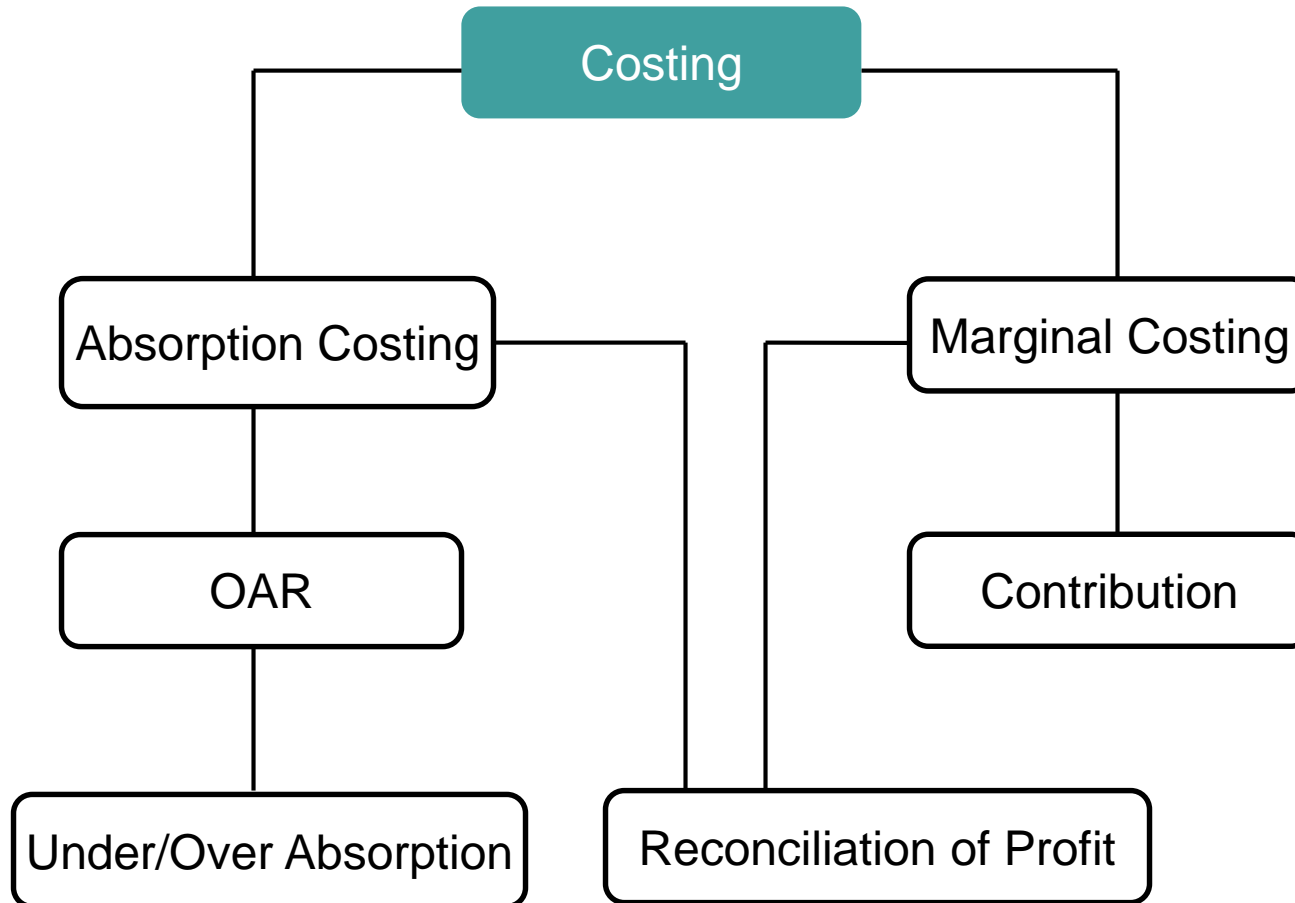 Costing
Absorption Costing
Marginal Costing
OAR
Contribution
Under/Over Absorption
Reconciliation of Profit